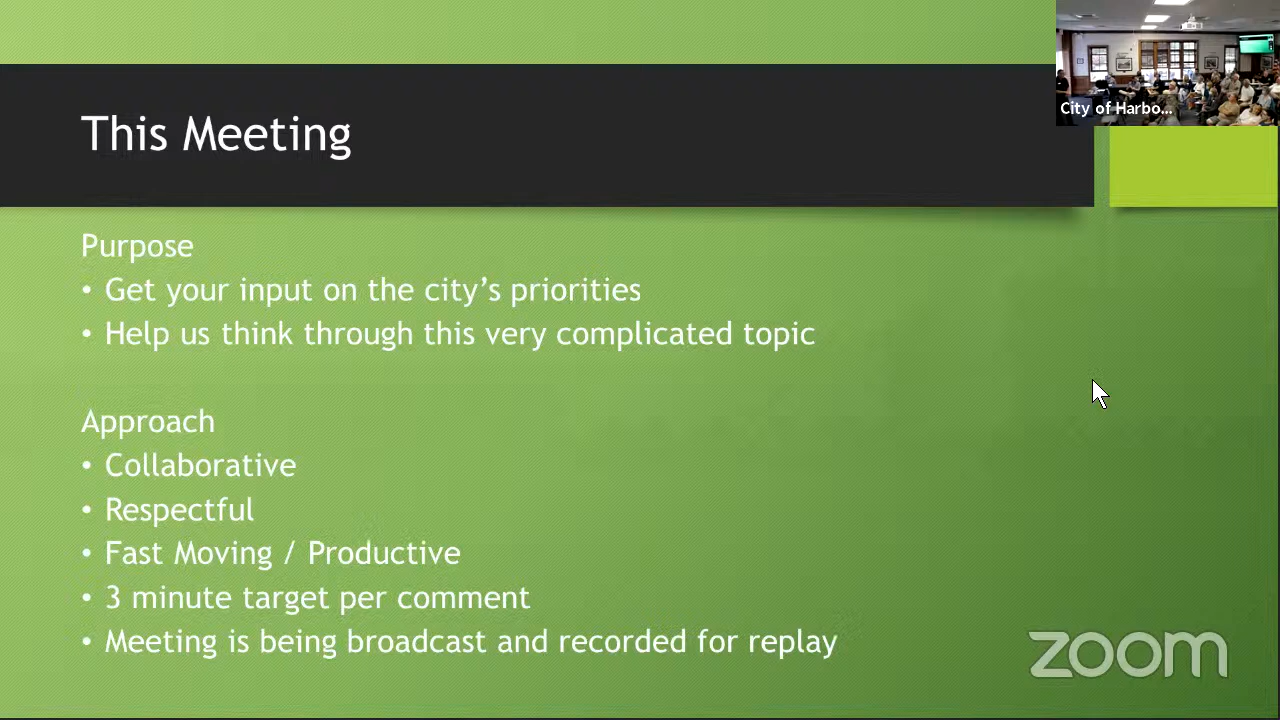 City of Harbo...
This Meeting
Purpose
• Get your input on the city’s priorities
• Help us think through this very complicated topic
Approach
• Collaborative
• Respectful
• Fast Moving / Productive
• 3 minute target per comment
• Meeting is being broadcast and recorded for replay
zoom